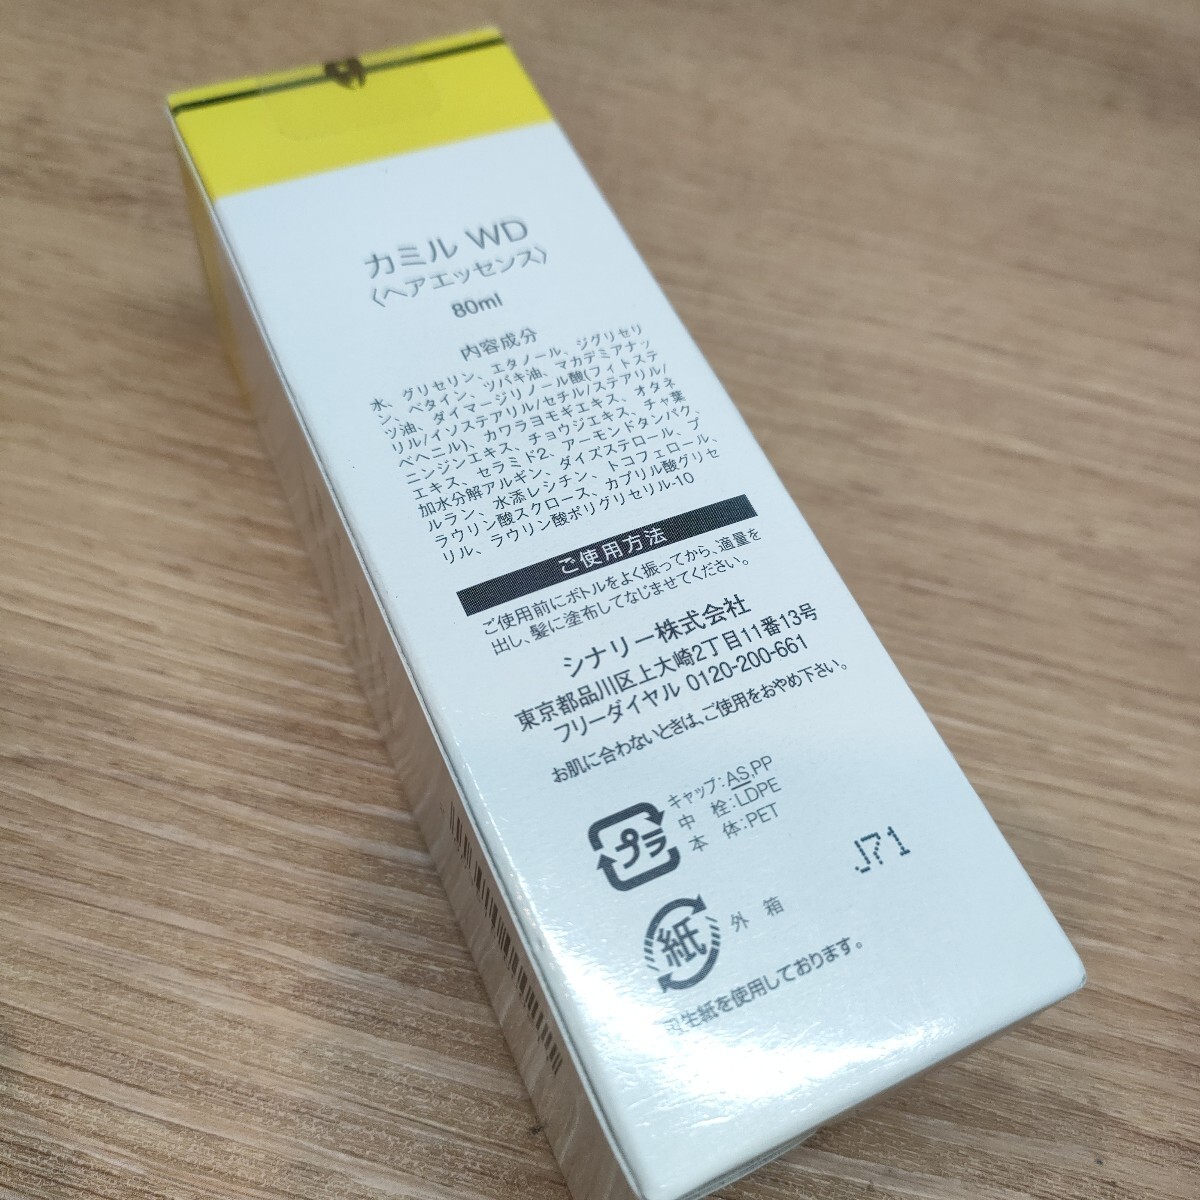 カミル WD
〈ヘアエッセンス〉
80ml
内容成分
水、グリセリン、エタノール、ジグリセリ
ン、ベタイン、ツバキ油、マカデミアナッ
ツ油、ダイマージリノール酸(フィトステ
リル/イソステアリル/セチル/ステアリル/
ベヘニル)、カワラヨモギエキス、オタネ
ニンジンエキス、チョウジエキス、チャ葉
エキス、セラミド2、アーモンドタンパク、
加水分解アルギン、ダイズステロール、プ
ルラン、水添レシチン、トコフェロール、
ラウリン酸スクロース、カプリル酸グリセ
リル、ラウリン酸ポリグリセリル-10
ご使用方法
ご使用前にボトルをよく振ってから、適量を
出し、髪に塗布してなじませてください。
シナリー株式会社
東京都品川区上大崎2丁目11番13号
フリーダイヤル 0120-200-661
お肌に合わないときは、ご使用をおやめ下さい。
プラ
キャップ:AS,PP
中 栓:LDPE
本 体:PET
J71
紙
外 箱
生紙を使用しております。